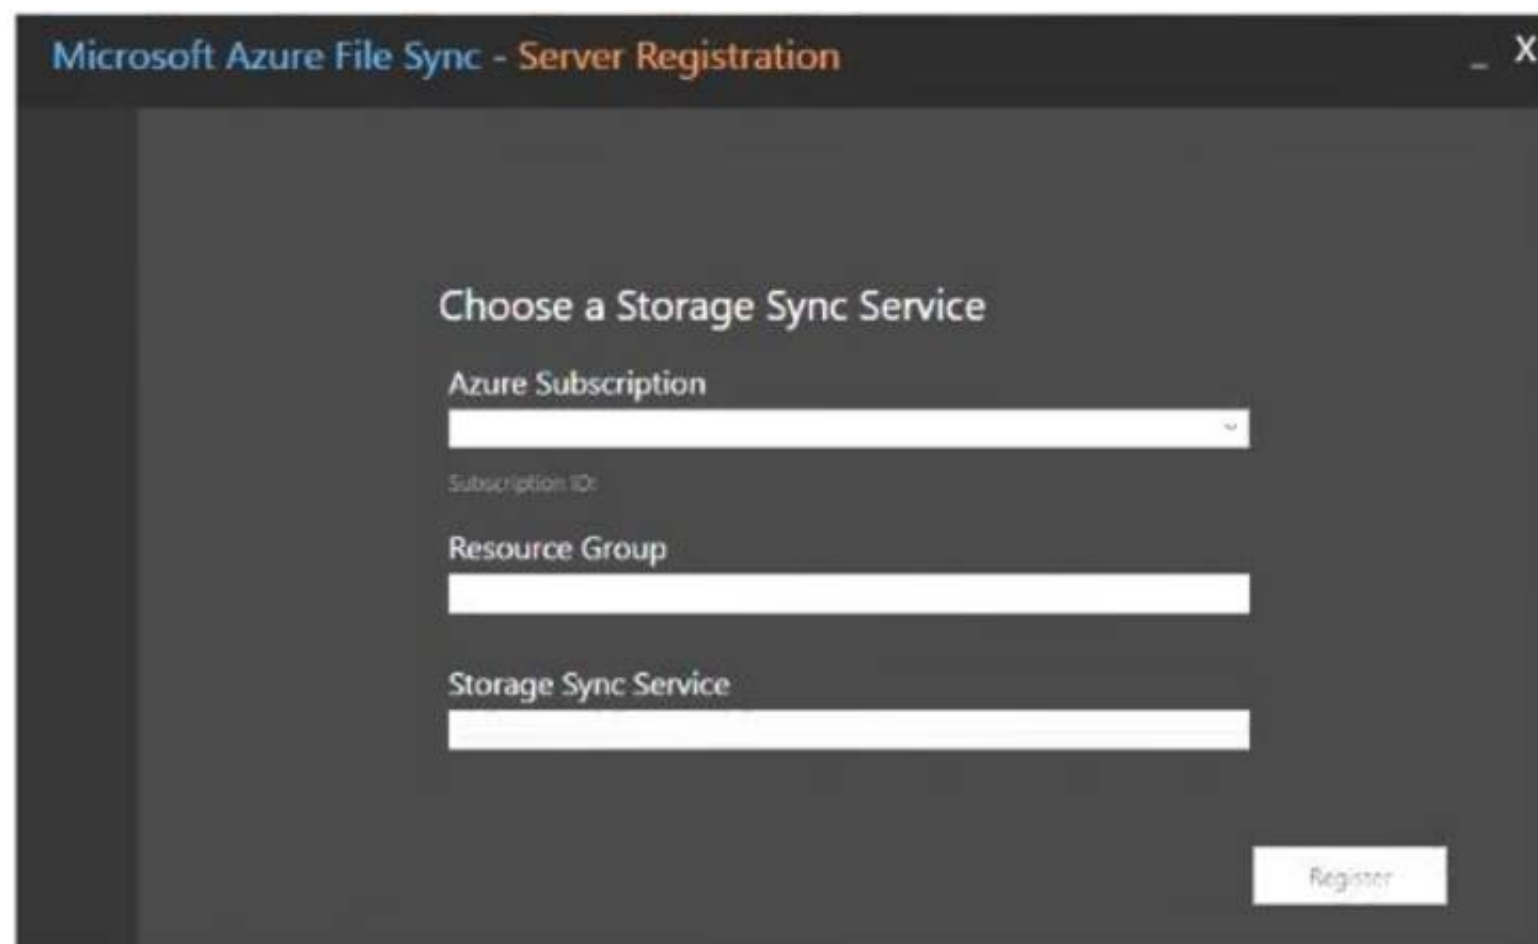 Microsoft Azure File Sync - Server Registration
_ X
Choose a Storage Sync Service
Azure Subscription
Subscription ID:
Resource Group
Storage Sync Service
Register